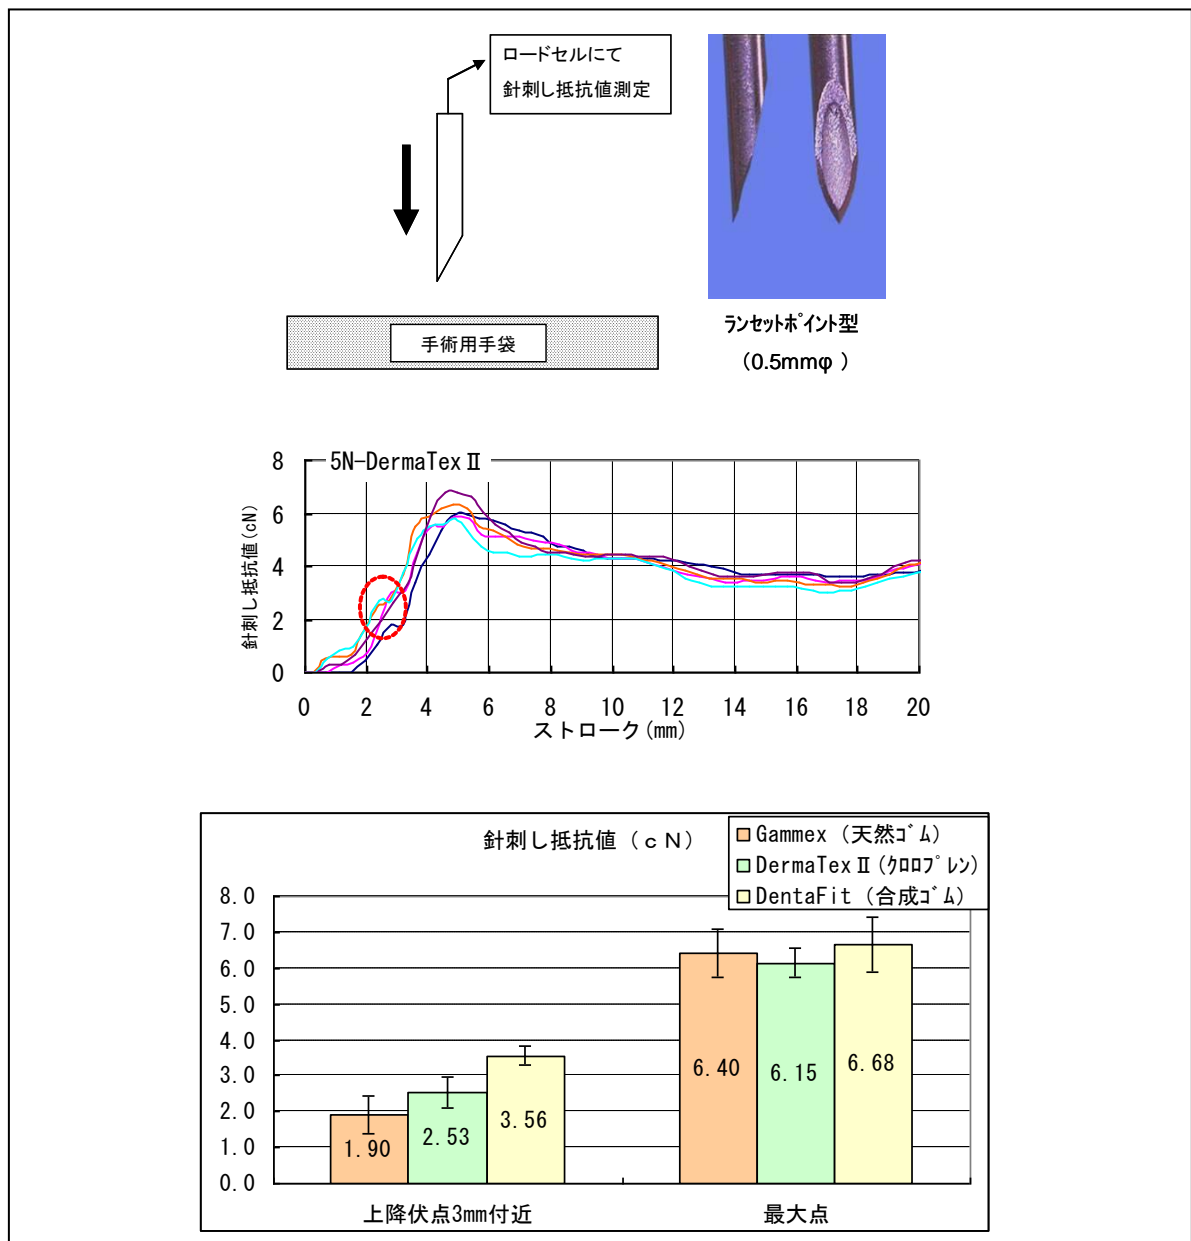 ロードセルにて
針刺し抵抗値測定
手術用手袋
ランセットポイント型
（0.5mmφ ）
5N-DermaTexⅡ
針刺し抵抗値(cN)
8
6
4
2
0
0 2 4 6 8 10 12 14 16 18 20
ストローク(mm)
針刺し抵抗値（ｃＮ）
Gammex（天然ｺﾞﾑ）
DermaTexⅡ(ｸﾛﾛﾌﾟﾚﾝ)
DentaFit（合成ｺﾞﾑ）
8.0
7.0
6.0
5.0
4.0
3.0
2.0
1.0
0.0
1.90 2.53 3.56 6.40 6.15 6.68
上降伏点3mm付近 最大点